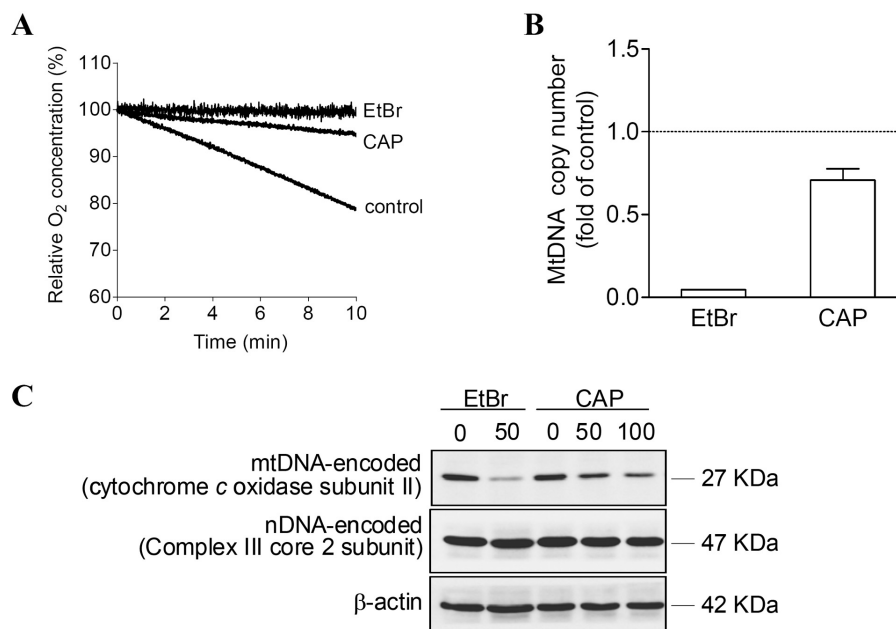 A
Relative O2 concentration (%)
110
100
90
80
70
60
0 2 4 6 8 10
Time (min)
EtBr
CAP
control
B
MtDNA copy number
(fold of control)
1.5
1.0
0.5
0.0
EtBr CAP
C
EtBr CAP
0 50 0 50 100
mtDNA-encoded
(cytochrome c oxidase subunit II)
27 KDa
nDNA-encoded
(Complex III core 2 subunit)
47 KDa
β-actin
42 KDa